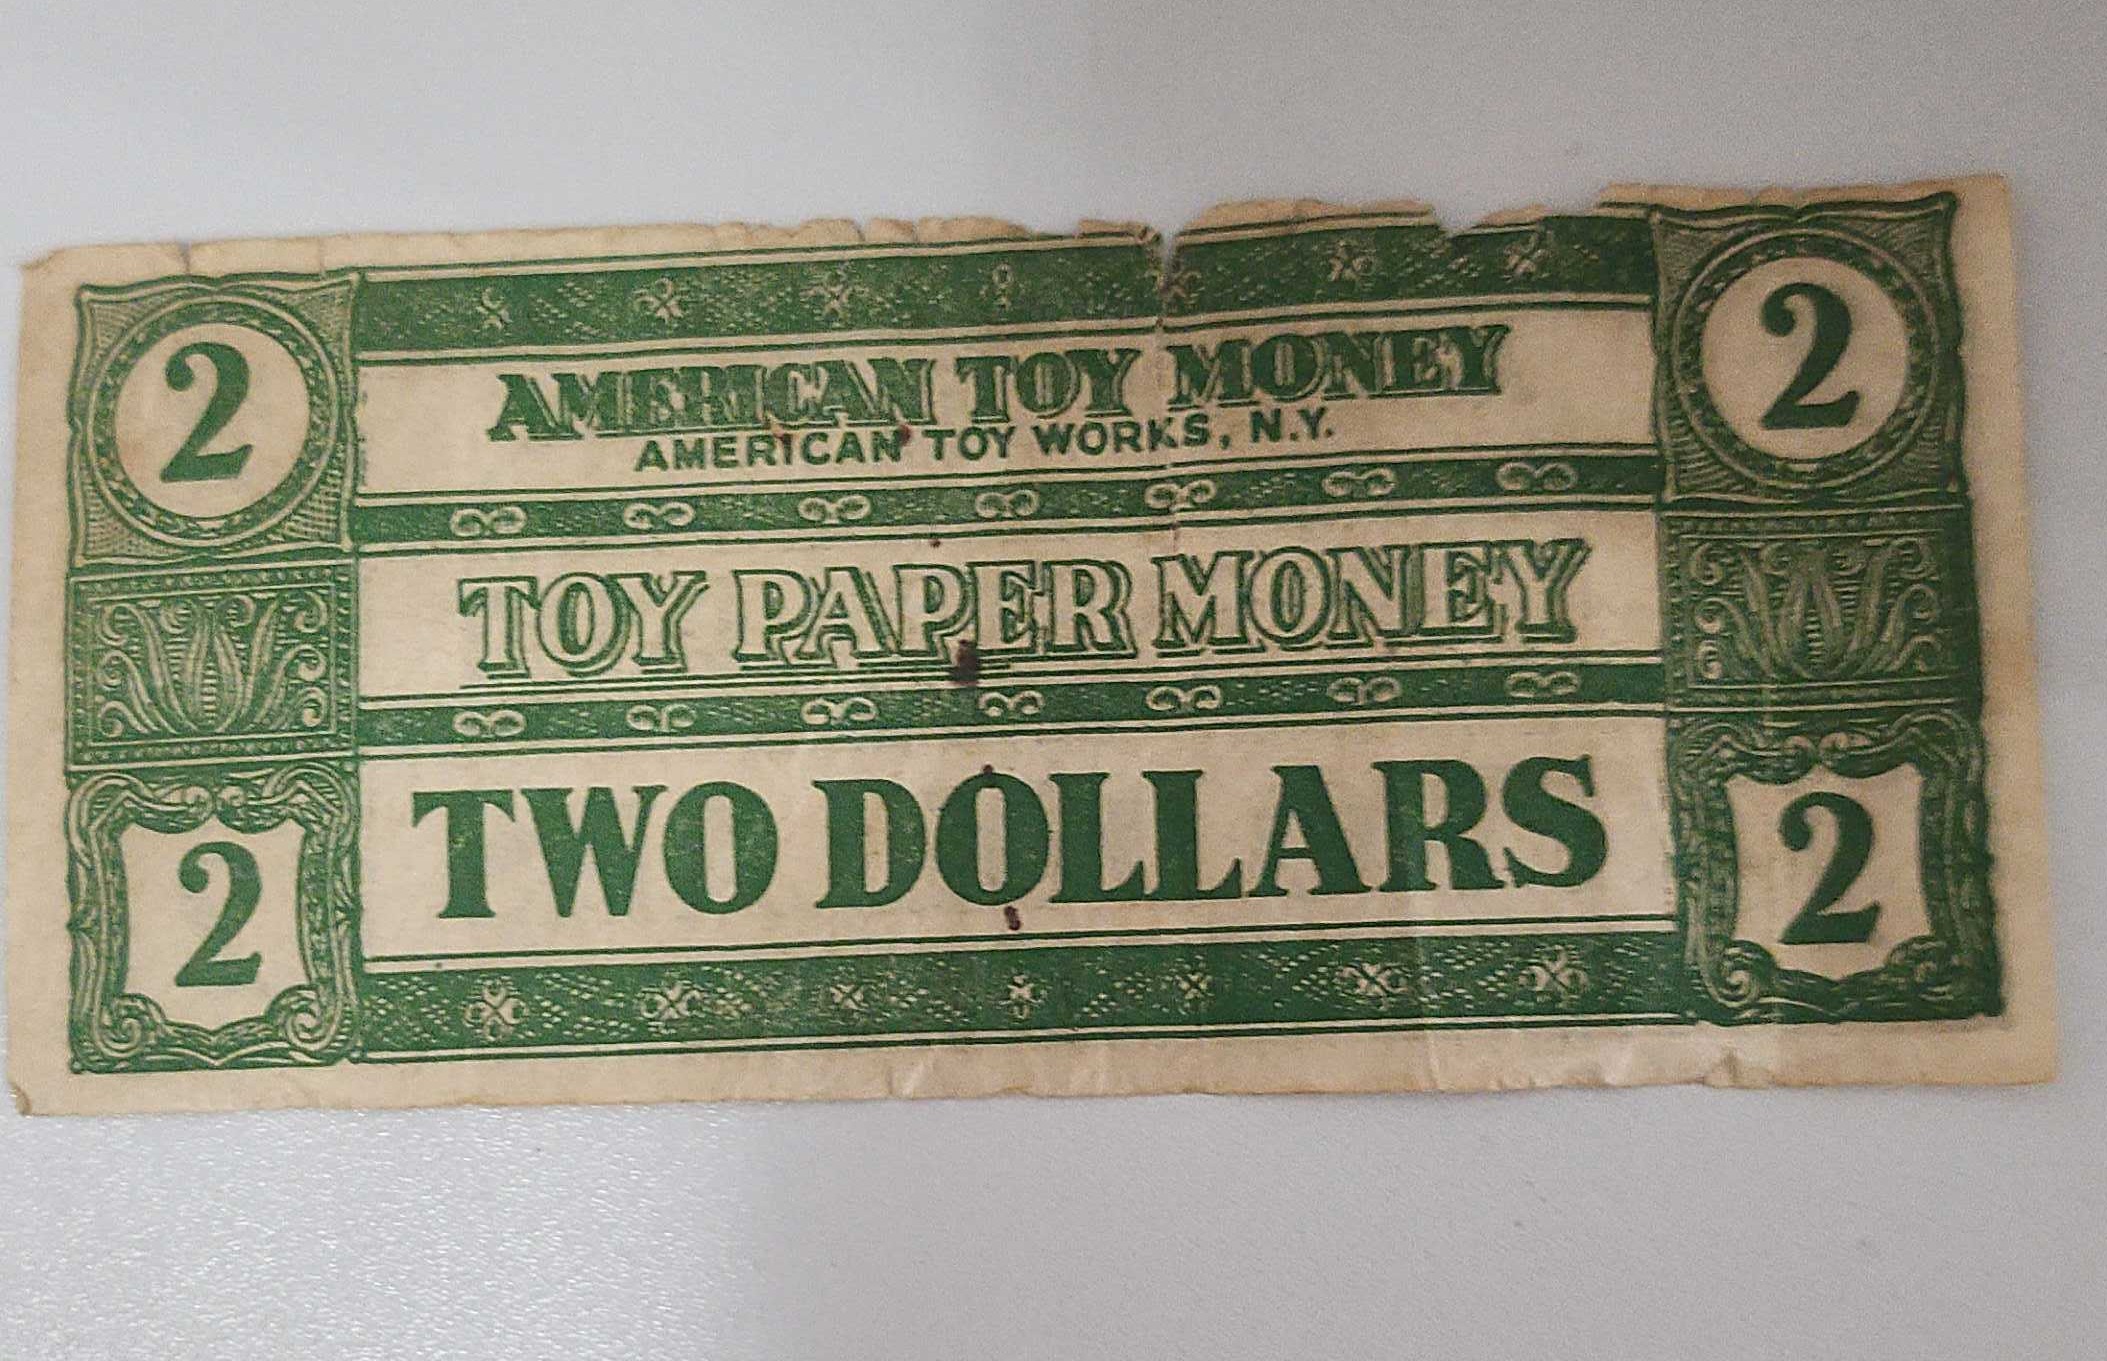 2 2
AMERICAN TOY MONEY
AMERICAN TOY WORKS, N.Y.
TOY PAPER MONEY
TWO DOLLARS
2 2